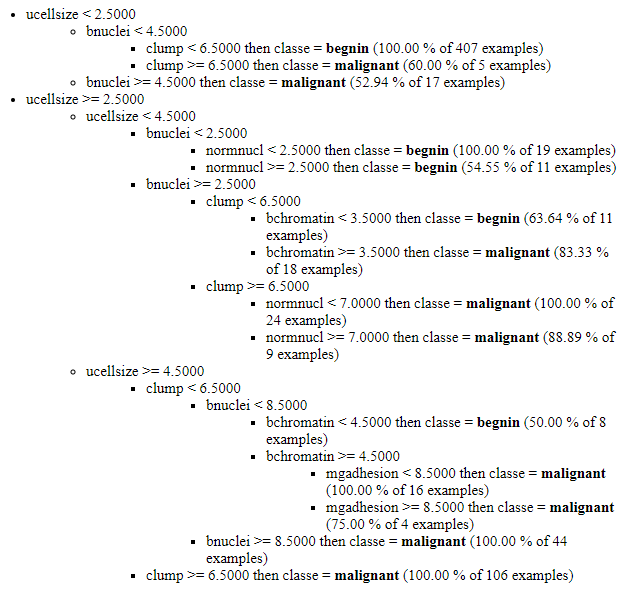 ucellsize < 2.5000
bnuclei < 4.5000
clump < 6.5000 then classe = begnin (100.00 % of 407 examples)
clump >= 6.5000 then classe = malignant (60.00 % of 5 examples)
bnuclei >= 4.5000 then classe = malignant (52.94 % of 17 examples)
ucellsize >= 2.5000
ucellsize < 4.5000
bnuclei < 2.5000
normnucl < 2.5000 then classe = begnin (100.00 % of 19 examples)
normnucl >= 2.5000 then classe = begnin (54.55 % of 11 examples)
bnuclei >= 2.5000
clump < 6.5000
bchromatin < 3.5000 then classe = begnin (63.64 % of 11
examples)
bchromatin >= 3.5000 then classe = malignant (83.33 %
of 18 examples)
clump >= 6.5000
normnucl < 7.0000 then classe = malignant (100.00 % of
24 examples)
normnucl >= 7.0000 then classe = malignant (88.89 % of
9 examples)
ucellsize >= 4.5000
clump < 6.5000
bnuclei < 8.5000
bchromatin < 4.5000 then classe = begnin (50.00 % of 8
examples)
bchromatin >= 4.5000
mgadhesion < 8.5000 then classe = malignant
(100.00 % of 16 examples)
mgadhesion >= 8.5000 then classe = malignant
(75.00 % of 4 examples)
bnuclei >= 8.5000 then classe = malignant (100.00 % of 44
examples)
clump >= 6.5000 then classe = malignant (100.00 % of 106 examples)